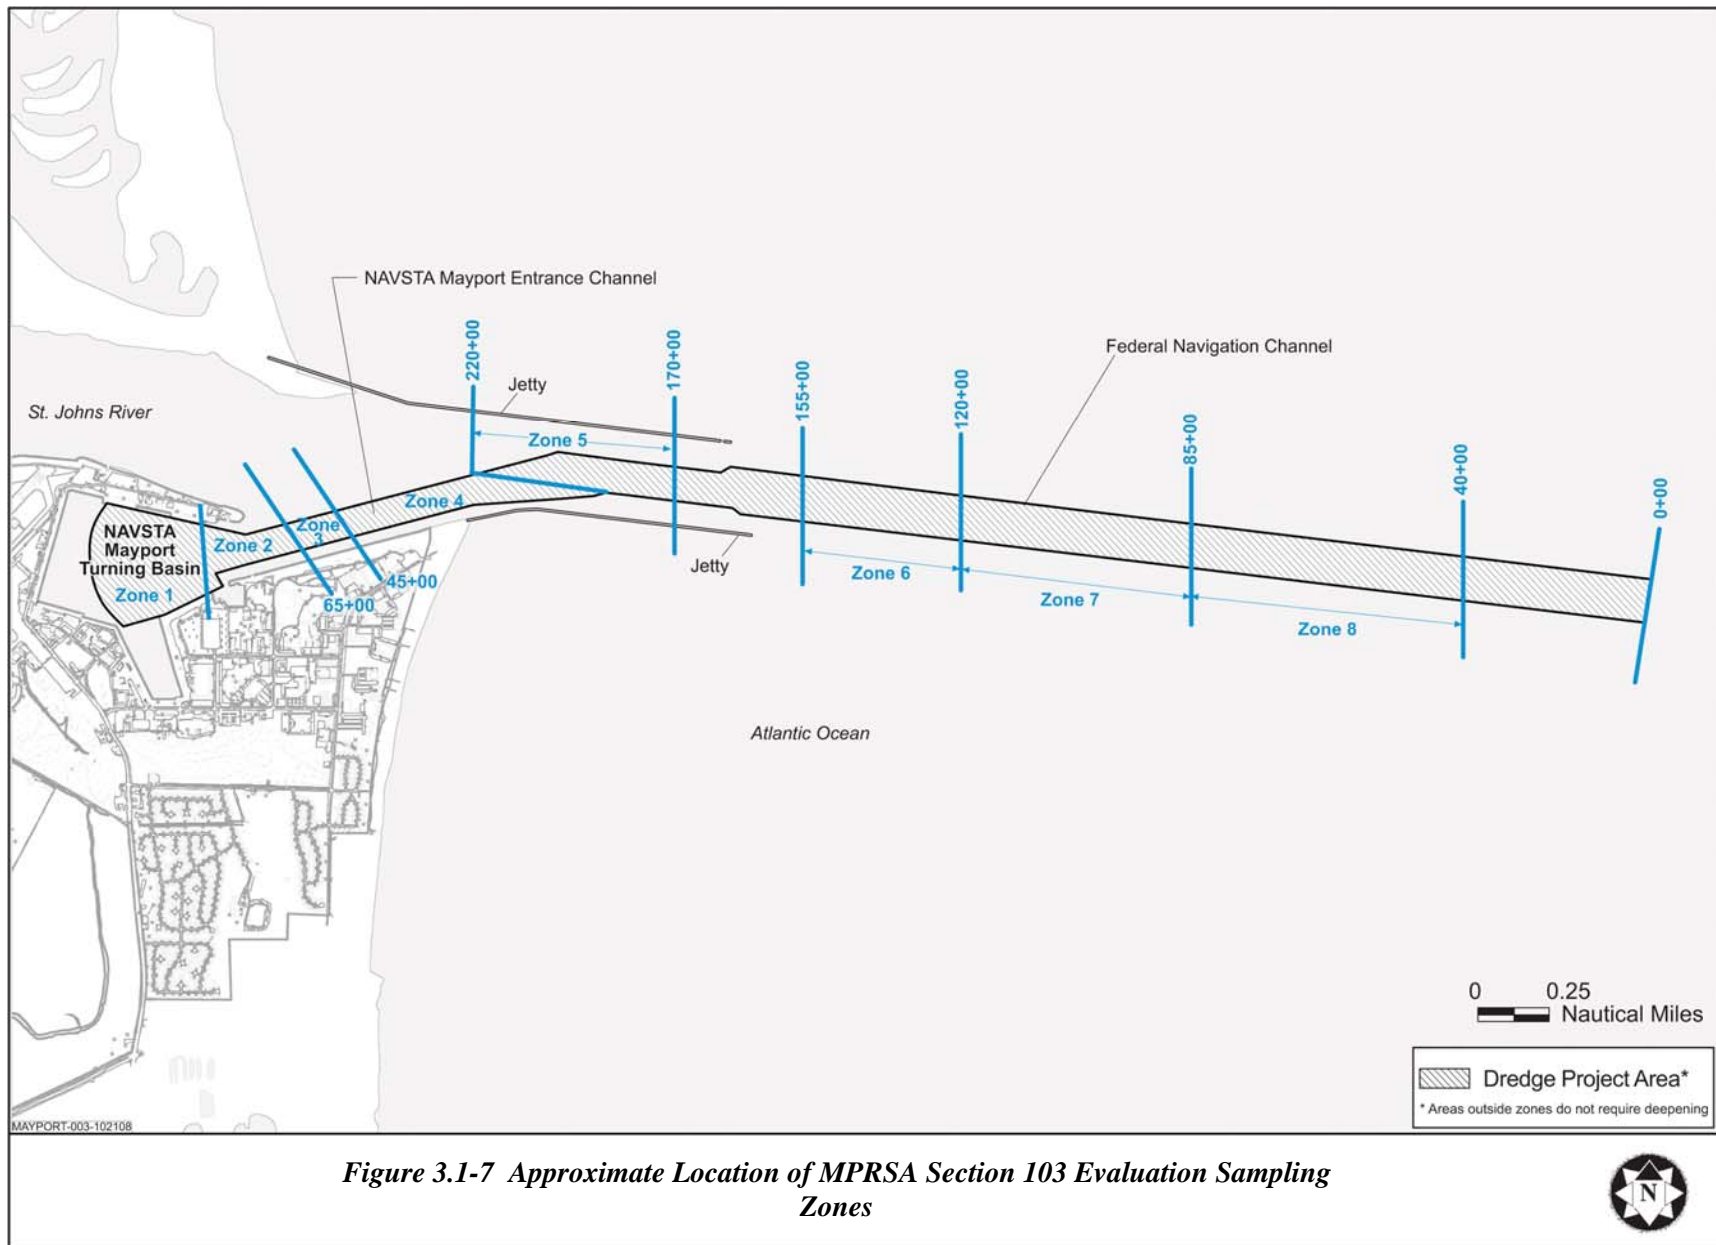 NAVSTA Mayport Entrance Channel
Federal Navigation Channel
220+00
170+00
155+00
120+00
85+00
40+00
0+00
Jetty
St. Johns River
Zone 5
Zone 4
Zone
3
Zone 2
NAVSTA
Mayport
Turning Basin
Zone 1
45+00
65+00
Jetty
Zone 6
Zone 7
Zone 8
Atlantic Ocean
0 0.25
Nautical Miles
Dredge Project Area*
* Areas outside zones do not require deepening
MAYPORT-003-102108
Figure 3.1-7 Approximate Location of MPRSA Section 103 Evaluation Sampling
Zones
N